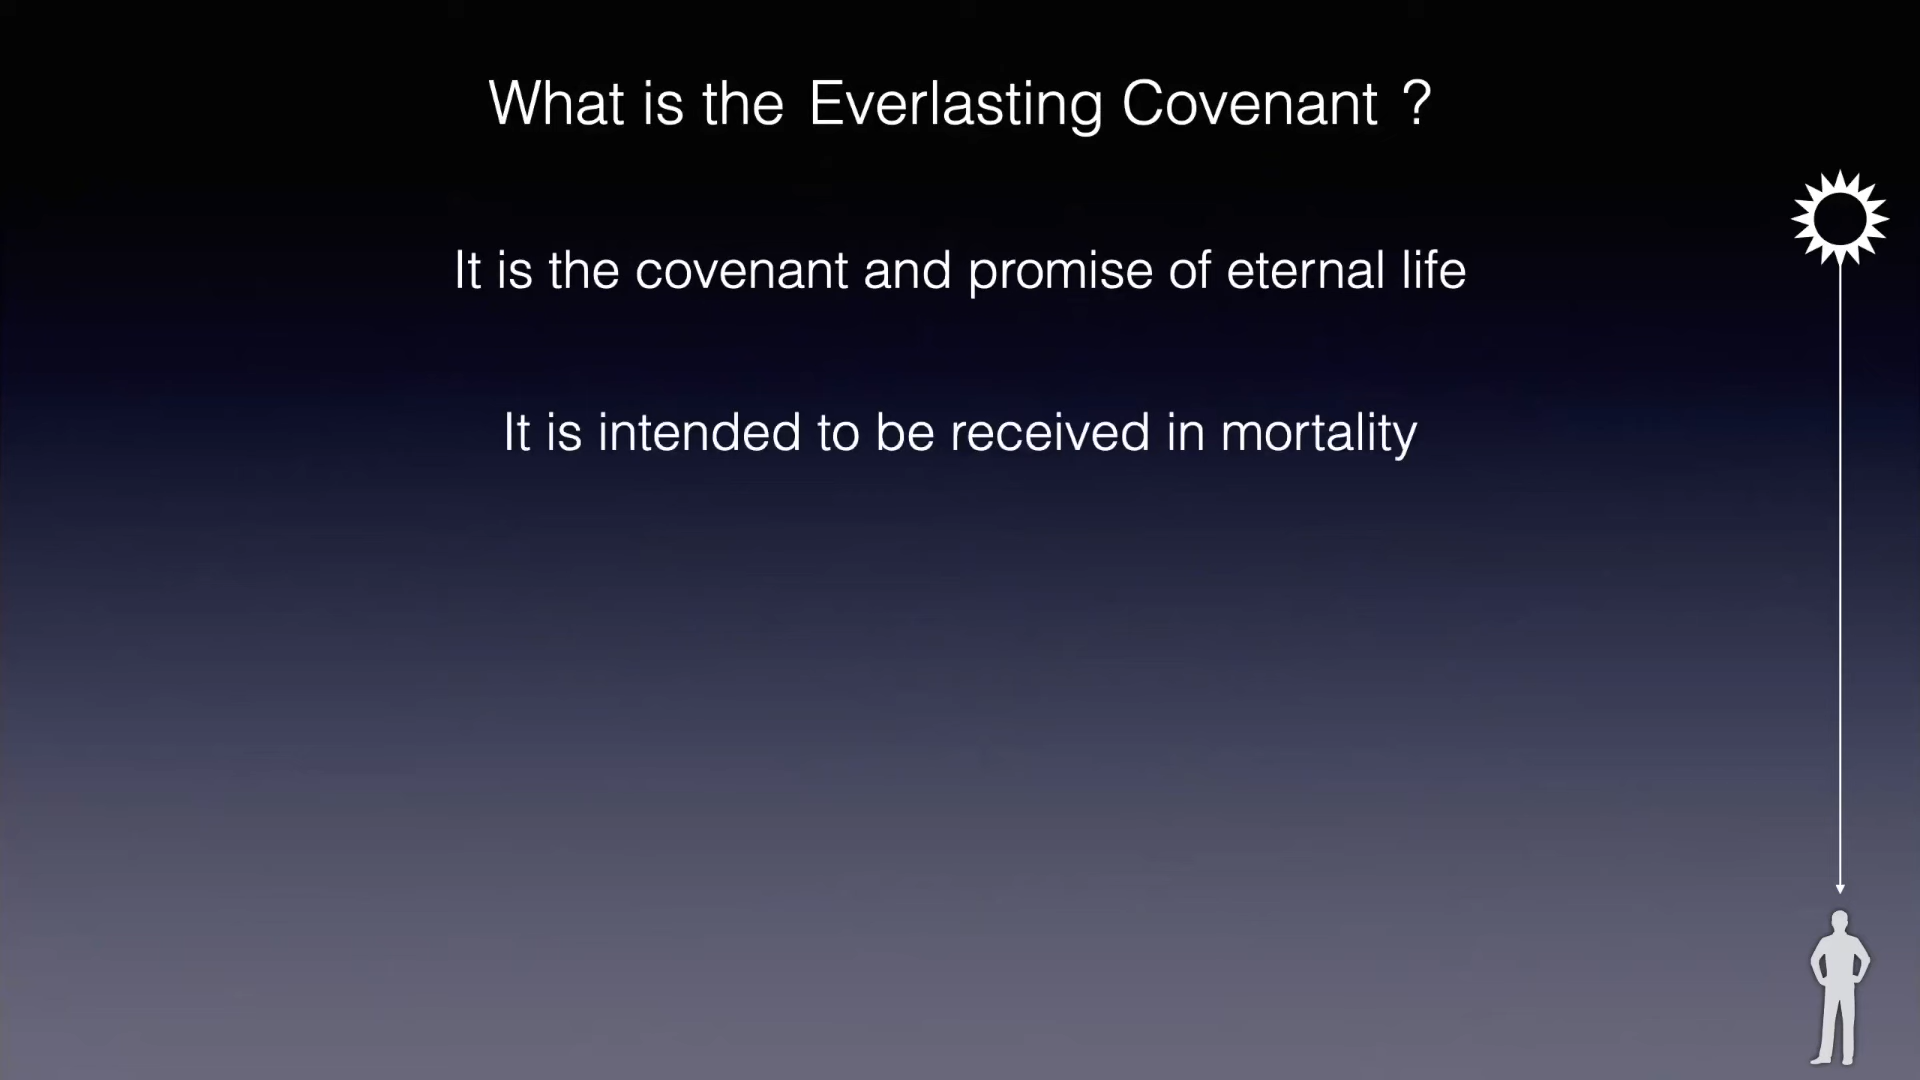 What is the Everlasting Covenant ?
It is the covenant and promise of eternal life
It is intended to be received in mortality